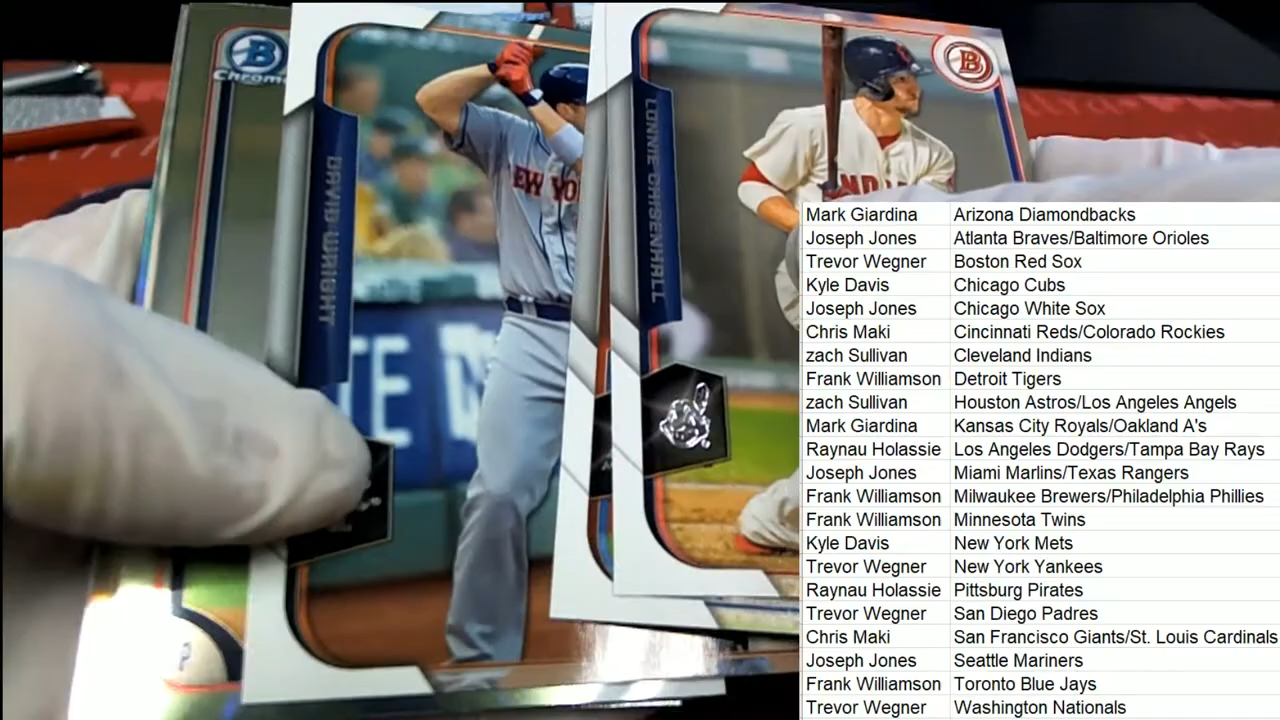 B
Chrome
DAVID WRIGHT
EW YO
LONNIE CHISENHALL
B
INDI
P
Mark Giardina Arizona Diamondbacks
Joseph Jones Atlanta Braves/Baltimore Orioles
Trevor Wegner Boston Red Sox
Kyle Davis Chicago Cubs
Joseph Jones Chicago White Sox
Chris Maki Cincinnati Reds/Colorado Rockies
zach Sullivan Cleveland Indians
Frank Williamson Detroit Tigers
zach Sullivan Houston Astros/Los Angeles Angels
Mark Giardina Kansas City Royals/Oakland A's
Raynau Holassie Los Angeles Dodgers/Tampa Bay Rays
Joseph Jones Miami Marlins/Texas Rangers
Frank Williamson Milwaukee Brewers/Philadelphia Phillies
Frank Williamson Minnesota Twins
Kyle Davis New York Mets
Trevor Wegner New York Yankees
Raynau Holassie Pittsburg Pirates
Trevor Wegner San Diego Padres
Chris Maki San Francisco Giants/St. Louis Cardinals
Joseph Jones Seattle Mariners
Frank Williamson Toronto Blue Jays
Trevor Wegner Washington Nationals